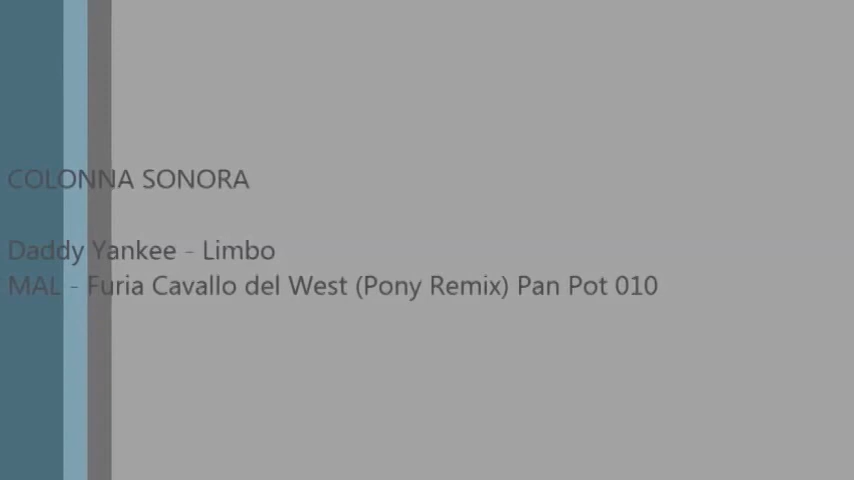 COLONNA SONORA
Daddy Yankee - Limbo
MAL - Furia Cavallo del West (Pony Remix) Pan Pot 010